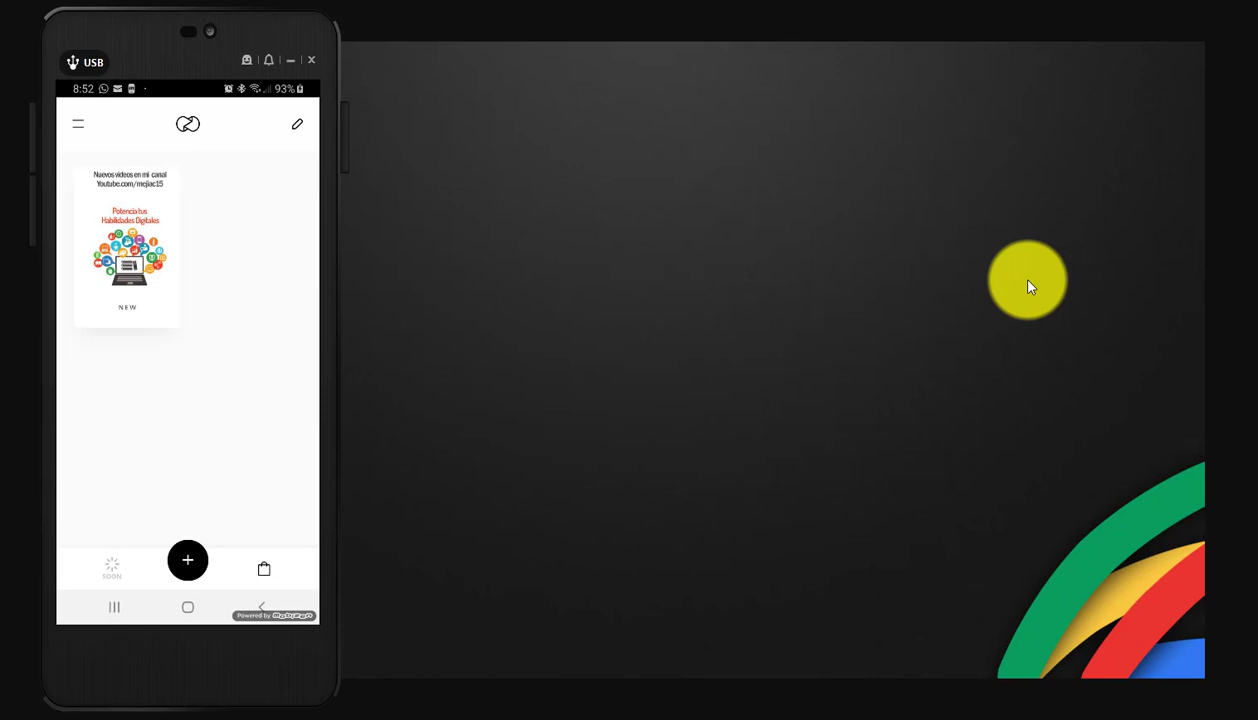 USB
8:52
93%
Nuevos videos en mi canal
Youtube.com/mejiac15
Potencia tus
Habilidades Digitales
NEW
SOON
Powered by Mobizen